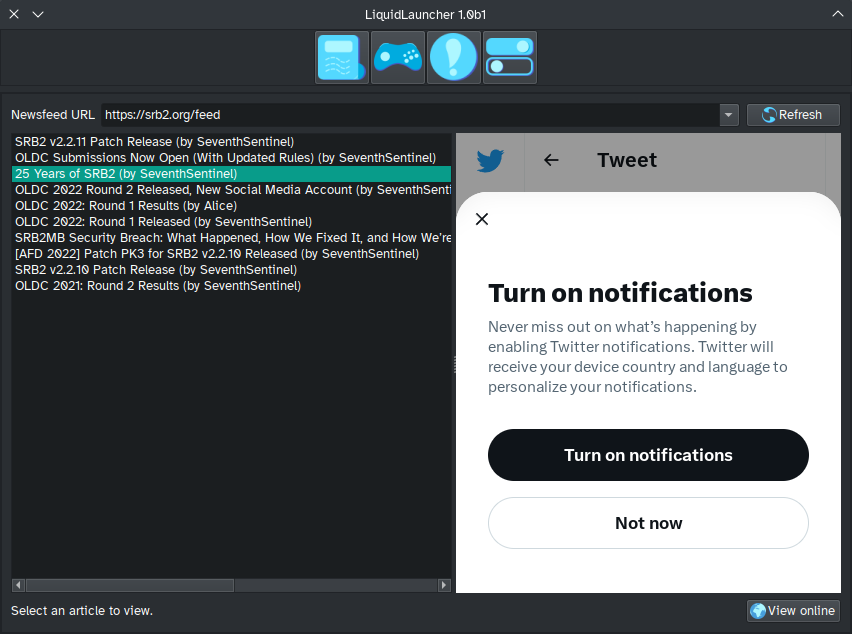 LiquidLauncher 1.0b1
Newsfeed URL https://srb2.org/feed Refresh
SRB2 v2.2.11 Patch Release (by SeventhSentinel)
OLDC Submissions Now Open (With Updated Rules) (by SeventhSentinel)
25 Years of SRB2 (by SeventhSentinel)
OLDC 2022 Round 2 Released, New Social Media Account (by SeventhSenti
OLDC 2022: Round 1 Results (by Alice)
OLDC 2022: Round 1 Released (by SeventhSentinel)
SRB2MB Security Breach: What Happened, How We Fixed It, and How We're
[AFD 2022] Patch PK3 for SRB2 v2.2.10 Released (by SeventhSentinel)
SRB2 v2.2.10 Patch Release (by SeventhSentinel)
OLDC 2021: Round 2 Results (by SeventhSentinel)
Tweet
Turn on notifications
Never miss out on what's happening by
enabling Twitter notifications. Twitter will
receive your device country and language to
personalize your notifications.
Turn on notifications
Not now
Select an article to view.
View online